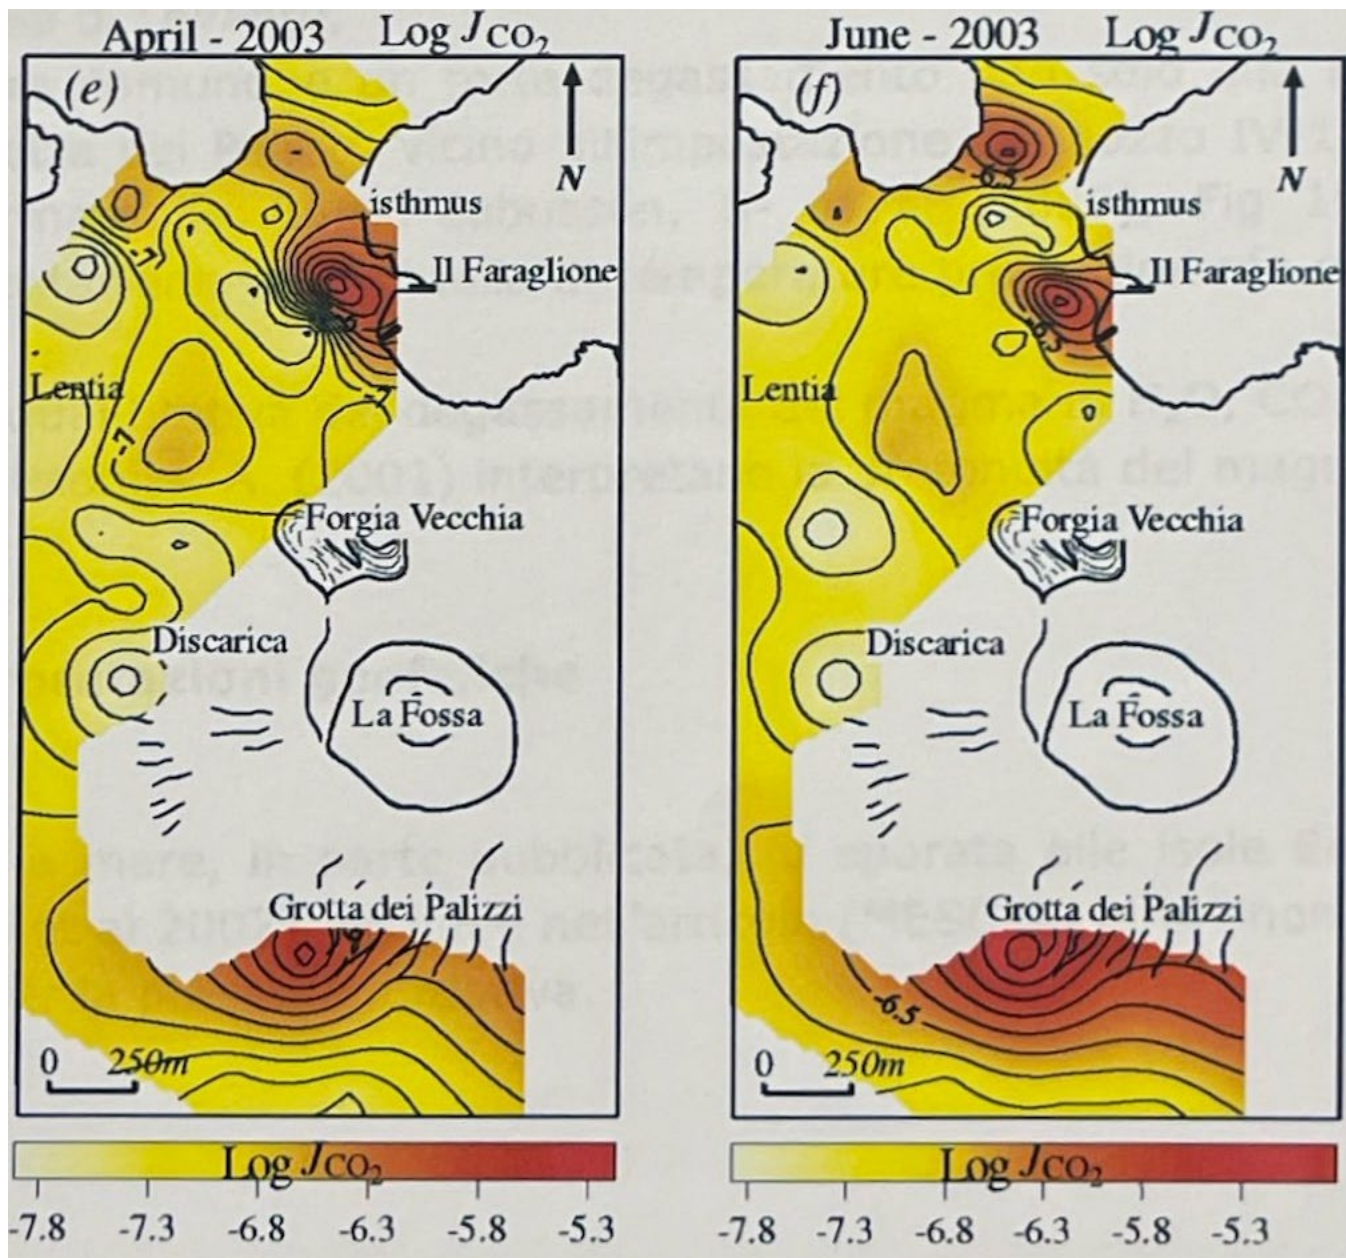 April - 2003 Log JCO₂
(e)
N
isthmus
Il Faraglione
-7
Lentia
-7
-7
Forgia Vecchia
Discarica
La Fossa
Grotta dei Palizzi
0 250m
Log JCO₂
-7.8 -7.3 -6.8 -6.3 -5.8 -5.3
June - 2003 Log JCO₂
(f)
N
-6.5
isthmus
Il Faraglione
-6.5
Lentia
Forgia Vecchia
Discarica
La Fossa
Grotta dei Palizzi
-6.5
0 250m
Log JCO₂
-7.8 -7.3 -6.8 -6.3 -5.8 -5.3